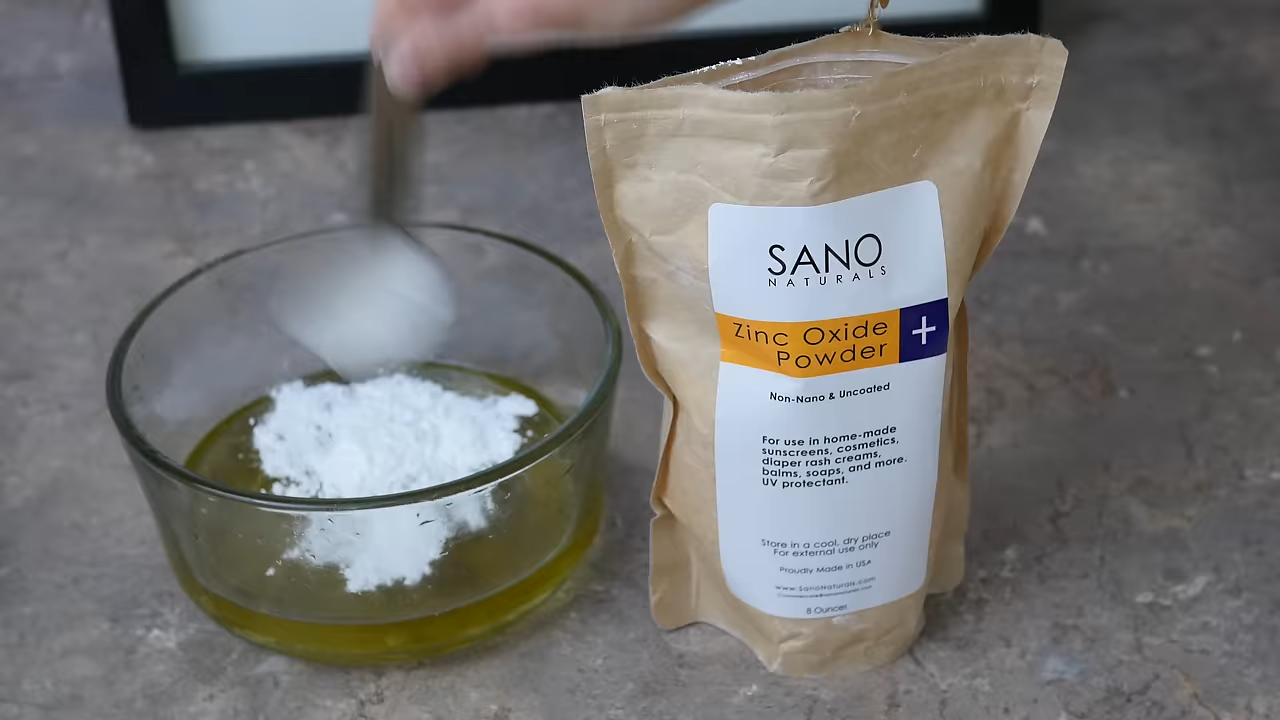 SANO
NATURALS
Zinc Oxide
Powder
+
Non-Nano & Uncoated
For use in home-made
sunscreens, cosmetics,
diaper rash creams,
balms, soaps, and more.
UV protectant.
Store in a cool, dry place
For external use only
Proudly Made in USA
www.SanoNaturals.com
8 Ounces